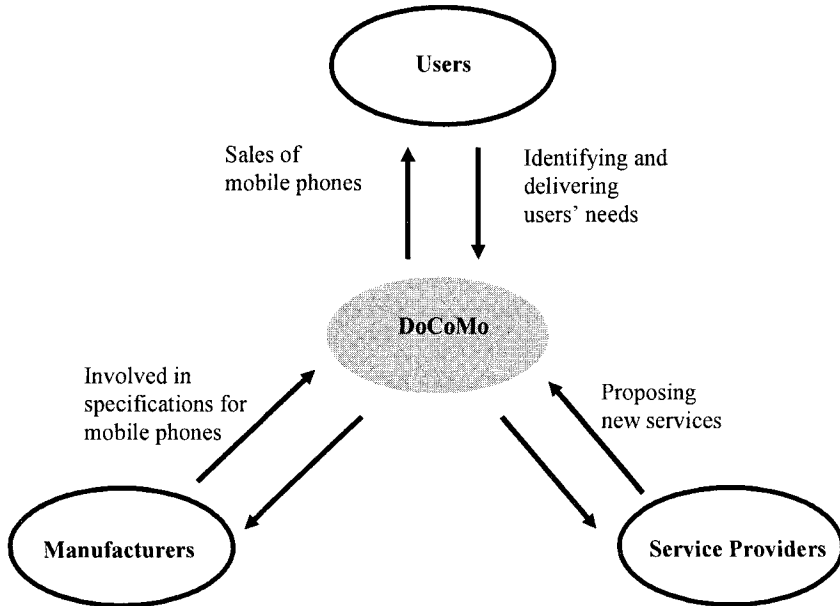 Users
Sales of
mobile phones
Identifying and
delivering
users' needs
DoCoMo
Involved in
specifications for
mobile phones
Proposing
new services
Manufacturers
Service Providers